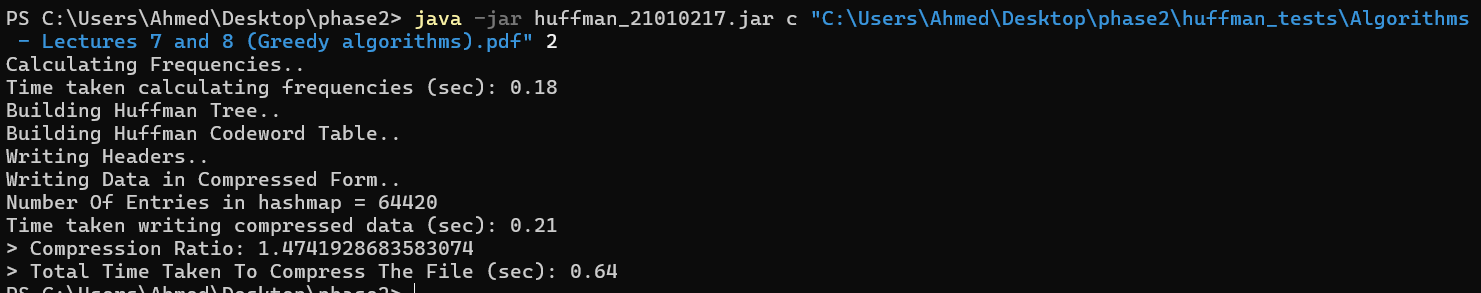 PS C:\Users\Ahmed\Desktop\phase2> java -jar huffman_21010217.jar c "C:\Users\Ahmed\Desktop\phase2\huffman_tests\Algorithms
 - Lectures 7 and 8 (Greedy algorithms).pdf" 2
Calculating Frequencies..
Time taken calculating frequencies (sec): 0.18
Building Huffman Tree..
Building Huffman Codeword Table..
Writing Headers..
Writing Data in Compressed Form..
Number Of Entries in hashmap = 64420
Time taken writing compressed data (sec): 0.21
> Compression Ratio: 1.4741928683583074
> Total Time Taken To Compress The File (sec): 0.64
PS C:\Users\Ahmed\Desktop\phase2>